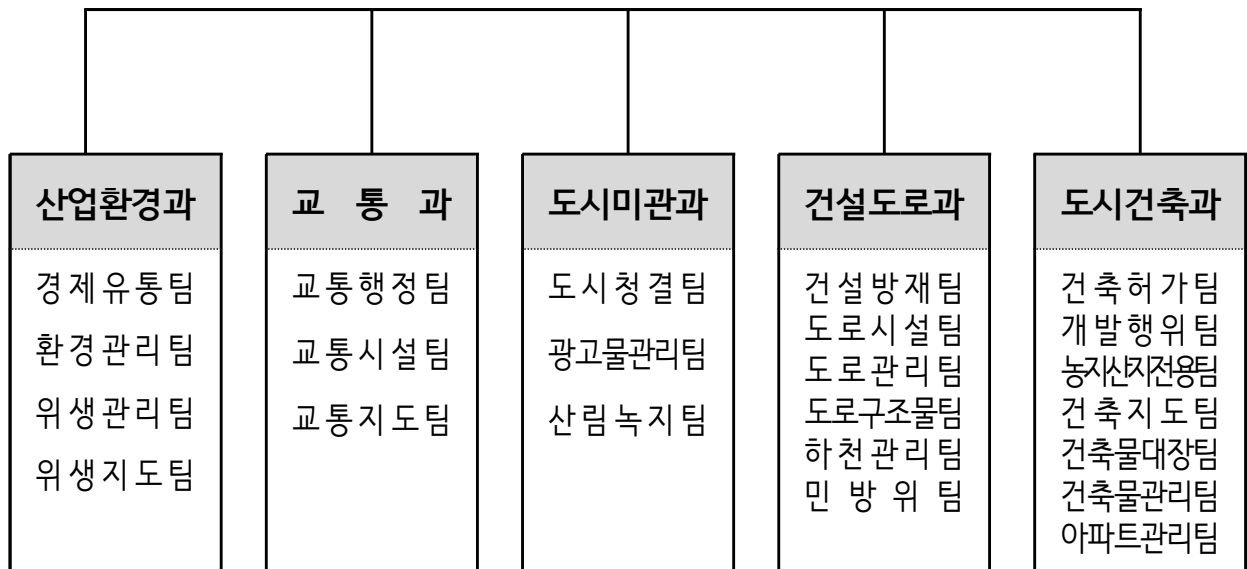 산업환경과
경제유통팀
환경관리팀
위생관리팀
위생지도팀
교 통 과
교통행정팀
교통시설팀
교통지도팀
도시미관과
도시청결팀
광고물관리팀
산림녹지팀
건설도로과
건설방재팀
도로시설팀
도로관리팀
도로구조물팀
하천관리팀
민방위팀
도시건축과
건축허가팀
개발행위팀
농지산지전용팀
건축지도팀
건축물대장팀
건축물관리팀
아파트관리팀